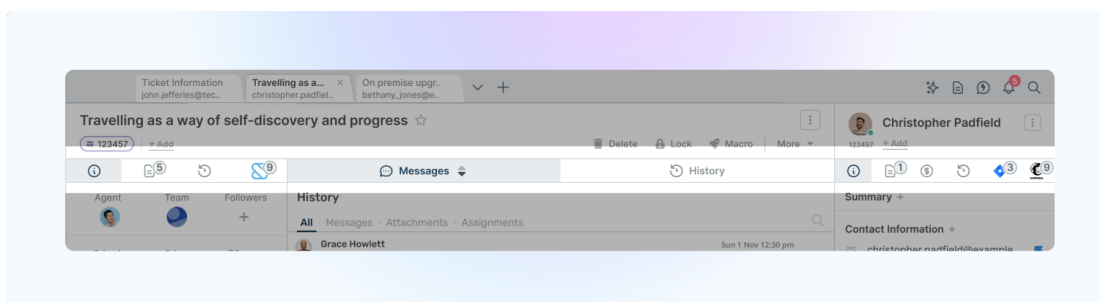 Ticket Information
john.jefferies@tec..
Travelling as a... ×
christopher.padfiel..
On premise upgr..
bethany_jones@e..
5
Travelling as a way of self-discovery and progress
123457 + Add
Delete Lock Macro More
Christopher Padfield
123457 + Add
5
9
Messages
History
1
3
9
Agent Team Followers
History
All · Messages · Attachments · Assignments
Grace Howlett
Sun 1 Nov 12:30 pm
Summary +
Contact Information +
christopher.padfield@example